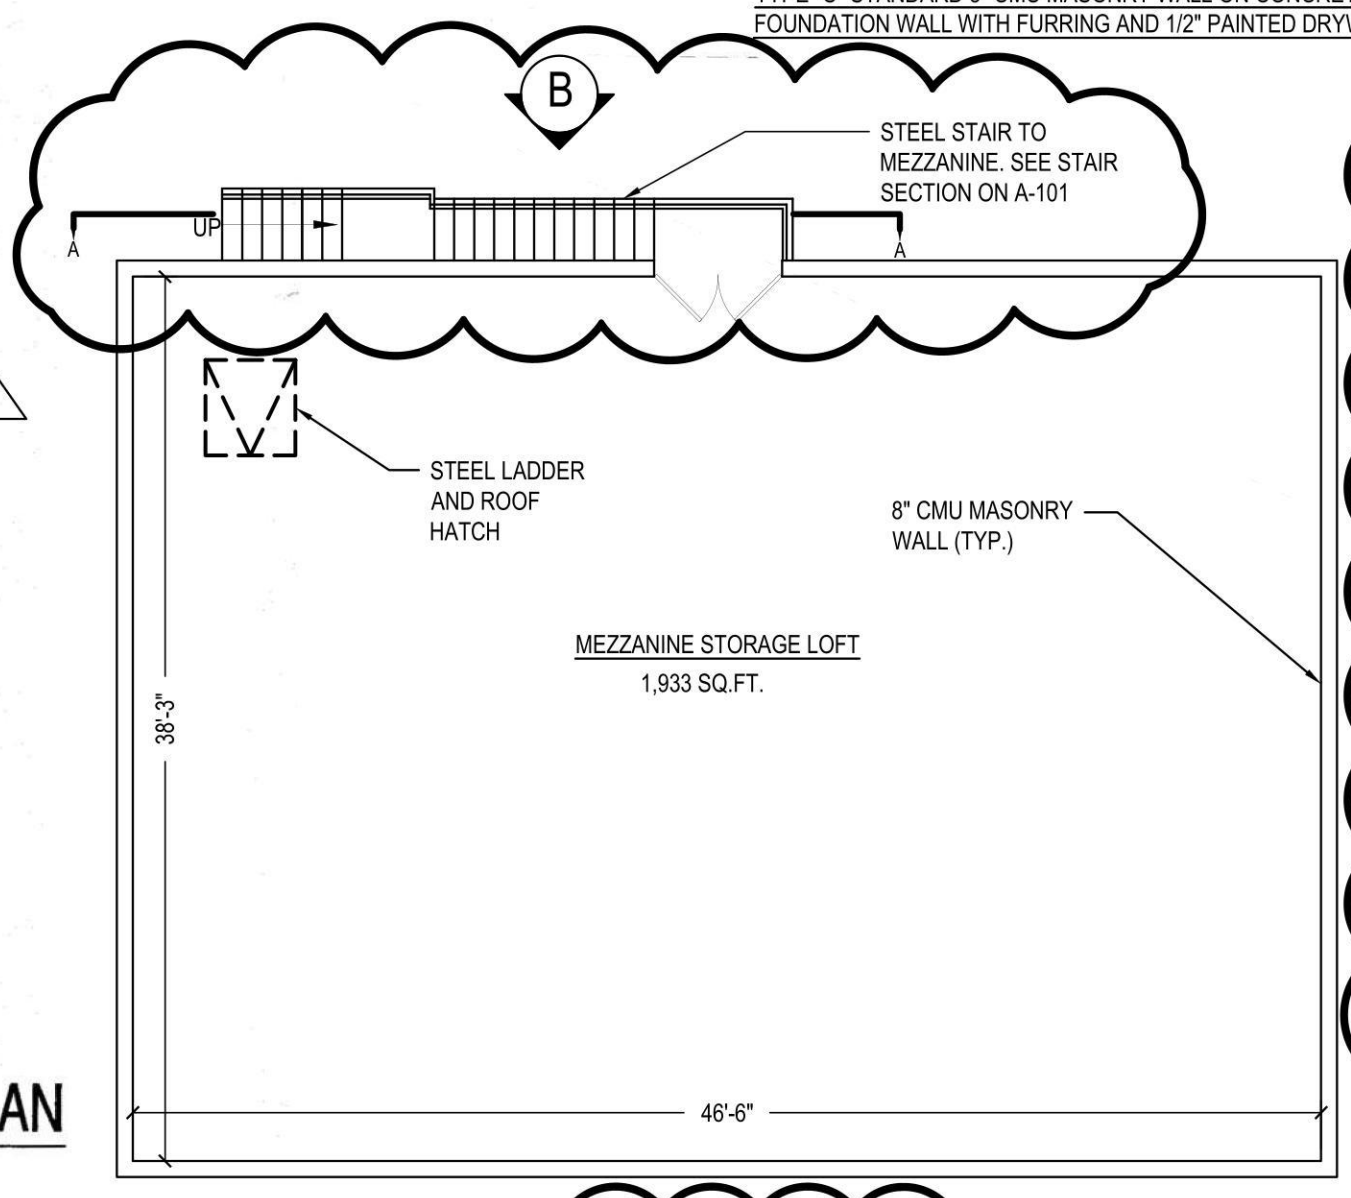 FOUNDATION WALL WITH FURRING AND 1/2" PAINTED
B
STEEL STAIR TO
MEZZANINE. SEE STAIR
SECTION ON A-101
UP
A
A
STEEL LADDER
AND ROOF
HATCH
8" CMU MASONRY
WALL (TYP.)
MEZZANINE STORAGE LOFT
1,933 SQ.FT.
38'-3"
46'-6"
AN